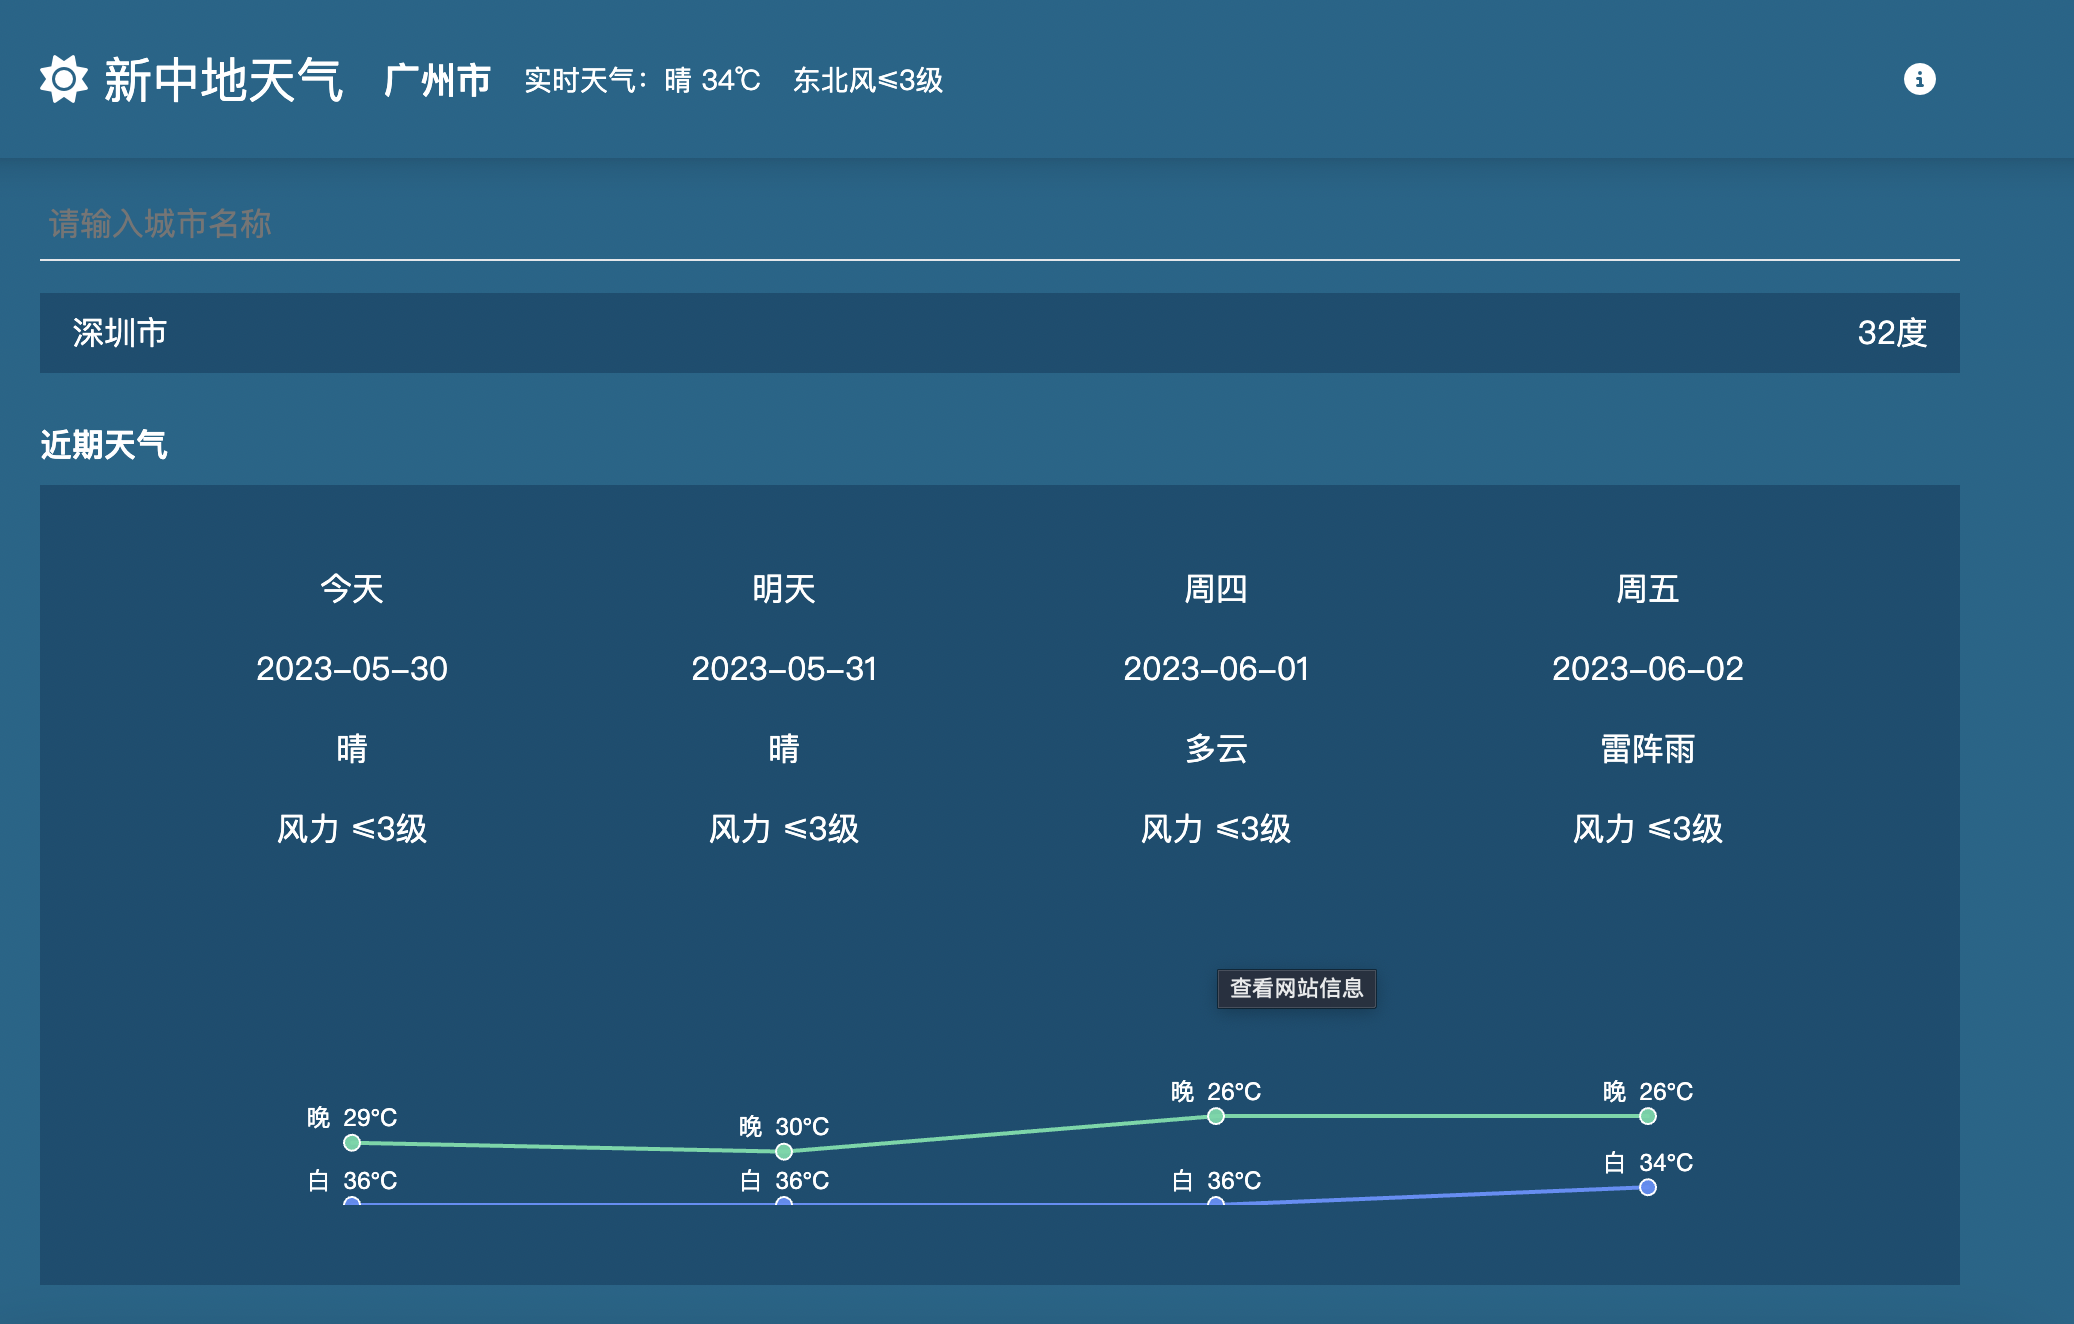 新中地天气 广州市 实时天气：晴 34℃ 东北风≤3级
请输入城市名称
深圳市 32度
近期天气
今天 明天 周四 周五
2023-05-30 2023-05-31 2023-06-01 2023-06-02
晴 晴 多云 雷阵雨
风力 ≤3级 风力 ≤3级 风力 ≤3级 风力 ≤3级
查看网站信息
晚 29°C 晚 30°C 晚 26°C 晚 26°C
白 36°C 白 36°C 白 36°C 白 34°C